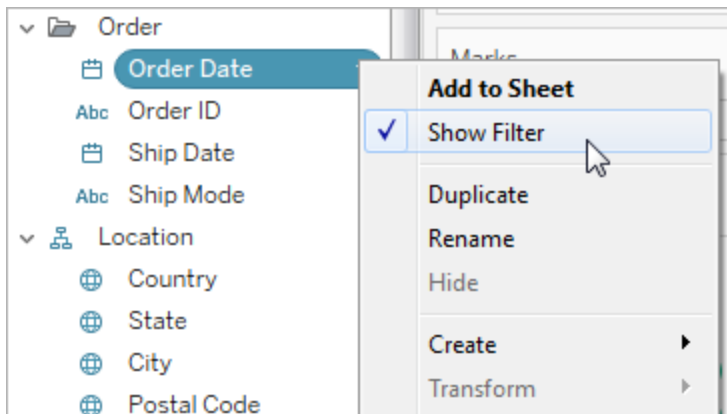 Order
Order Date
Abc Order ID
Ship Date
Abc Ship Mode
Location
Country
State
City
Postal Code
Marks
Add to Sheet
Show Filter
Duplicate
Rename
Hide
Create
Transform